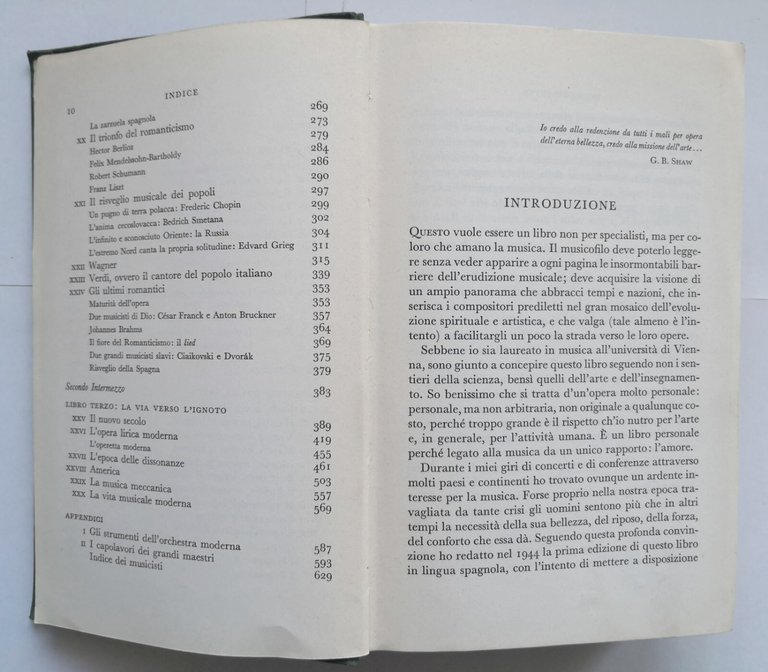 10 INDICE
La zarzuela spagnola 269
XX Il trionfo del romanticismo 273
Hector Berlioz 279
Felix Mendelssohn-Bartholdy 284
Robert Schumann 286
Franz Liszt 290
XXI Il risveglio musicale dei popoli 297
Un pugno di terra polacca: Frederic Chopin 299
L'anima cecoslovacca: Bedrich Smetana 302
L'infinito e sconosciuto Oriente: la Russia 304
L'estremo Nord canta la propria solitudine: Edvard Grieg 311
XXII Wagner 315
XXIII Verdi, ovvero il cantore del popolo italiano 339
XXIV Gli ultimi romantici 353
Maturità dell'opera 353
Due musicisti di Dio: César Franck e Anton Bruckner 357
Johannes Brahms 364
Il fiore del Romanticismo: il lied 369
Due grandi musicisti slavi: Ciaikovski e Dvorák 375
Risveglio della Spagna 379
Secondo Intermezzo 383
LIBRO TERZO: LA VIA VERSO L'IGNOTO
XXV Il nuovo secolo 389
XXVI L'opera lirica moderna 419
L'operetta moderna 455
XXVII L'epoca delle dissonanze 461
XXVIII America 503
XXIX La musica meccanica 557
XXX La vita musicale moderna 569
APPENDICI
I Gli strumenti dell'orchestra moderna 587
II I capolavori dei grandi maestri 593
Indice dei musicisti 629
Io credo alla redenzione da tutti i mali per opera
dell'eterna bellezza, credo alla missione dell'arte...
G. B. SHAW
INTRODUZIONE
QUESTO vuole essere un libro non per specialisti, ma per co-
loro che amano la musica. Il musicofilo deve poterlo leggere
senza veder apparire a ogni pagina le insormontabili bar-
riere dell'erudizione musicale; deve acquisire la visione di
un ampio panorama che abbracci tempi e nazioni, che in-
serisca i compositori prediletti nel gran mosaico dell'evolu-
zione spirituale e artistica, e che valga (tale almeno è l'in-
tento) a facilitargli un poco la strada verso le loro opere.
Sebbene io sia laureato in musica all'università di Vien-
na, sono giunto a concepire questo libro seguendo non i sen-
tieri della scienza, bensì quelli dell'arte e dell'insegnamento.
So benissimo che si tratta d'un'opera molto personale:
personale, ma non arbitraria, non originale a qualunque co-
sto, perché troppo grande è il rispetto ch'io nutro per l'arte
e, in generale, per l'attività umana. È un libro personale
perché legato alla musica da un unico rapporto: l'amore.
Durante i miei giri di concerti e di conferenze attraverso
molti paesi e continenti ho trovato ovunque un ardente in-
teresse per la musica. Forse proprio nella nostra epoca tra-
vagliata da tante crisi gli uomini sentono più che in altri
tempi la necessità della sua bellezza, del riposo, della forza,
del conforto che essa dà. Seguendo questa profonda convin-
zione ho redatto nel 1944 la prima edizione di questo libro
in lingua spagnola, con l'intento di mettere a disposizione